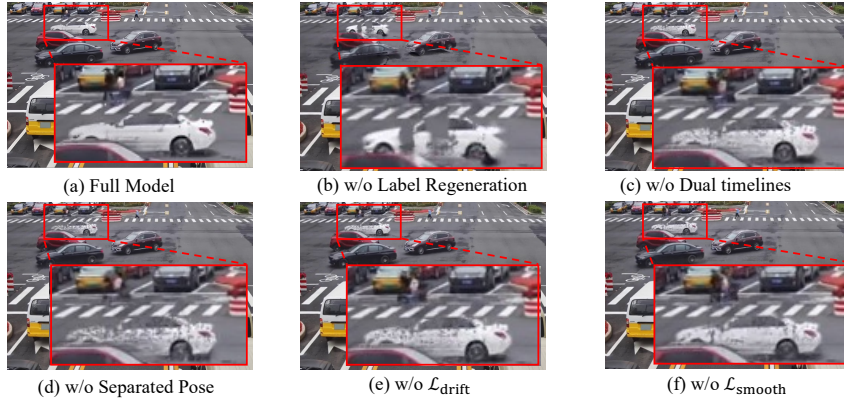 (a) Full Model
(b) w/o Label Regeneration
(c) w/o Dual timelines
(d) w/o Separated Pose
(e) w/o ℒdrift
(f) w/o ℒsmooth